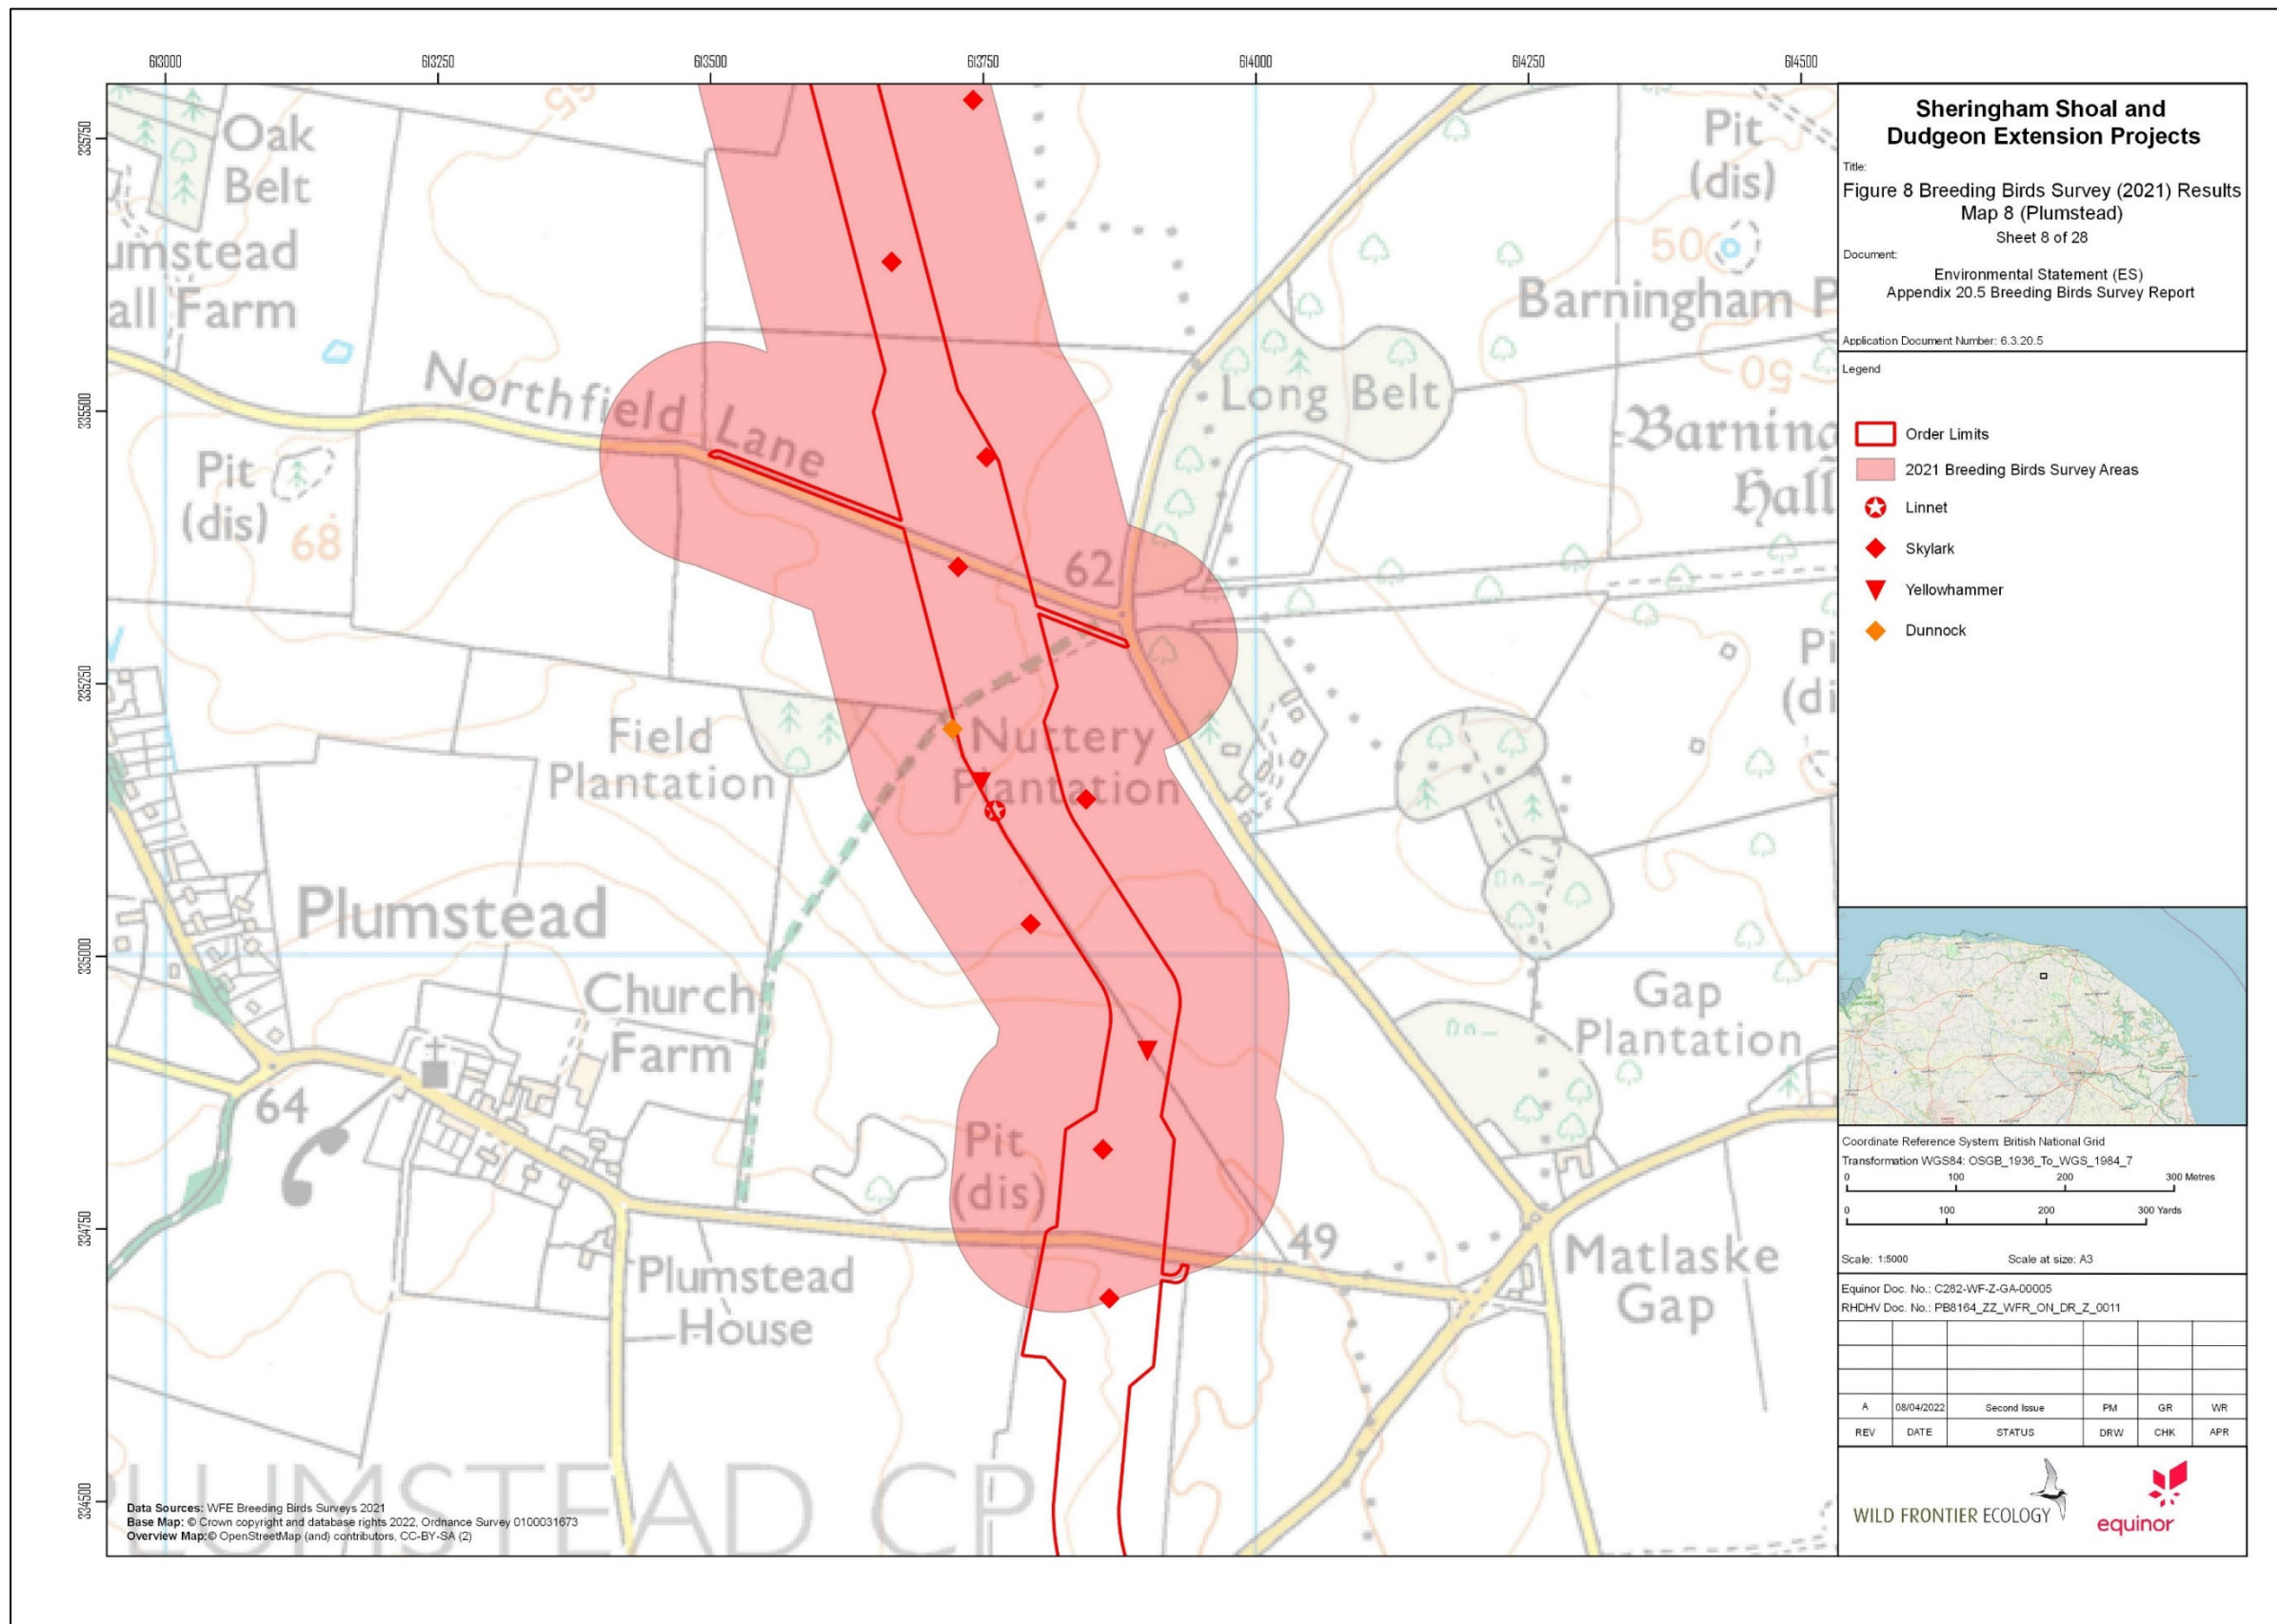 613000
613250
613500
613750
614000
614250
614500
335750
335500
335250
335000
334750
334500
Oak
Belt
umstead
all Farm
55
Northfield Lane
Pit
(dis)
68
Pit
(dis)
50
Barningham P
50
Long Belt
Barning
Hall
62
Pi
(di
Field
Plantation
Nuttery
Plantation
Plumstead
Church
Farm
Gap
Plantation
64
Pit
(dis)
49
Plumstead
House
Matlaske
Gap
PLUMSTEAD CP
Data Sources: WFE Breeding Birds Surveys 2021
Base Map: © Crown copyright and database rights 2022, Ordnance Survey 0100031673
Overview Map:© OpenStreetMap (and) contributors, CC-BY-SA (2)
Sheringham Shoal and
Dudgeon Extension Projects
Title:
Figure 8 Breeding Birds Survey (2021) Results
Map 8 (Plumstead)
Sheet 8 of 28
Document:
Environmental Statement (ES)
Appendix 20.5 Breeding Birds Survey Report
Application Document Number: 6.3.20.5
Legend
Order Limits
2021 Breeding Birds Survey Areas
Linnet
Skylark
Yellowhammer
Dunnock
Coordinate Reference System: British National Grid
Transformation WGS84: OSGB_1936_To_WGS_1984_7
0 100 200 300 Metres
0 100 200 300 Yards
Scale: 1:5000 Scale at size: A3
Equinor Doc. No.: C282-WF-Z-GA-00005
RHDHV Doc. No.: PB8164_ZZ_WFR_ON_DR_Z_0011
A 08/04/2022 Second Issue PM GR WR
REV DATE STATUS DRW CHK APR
WILD FRONTIER ECOLOGY
equinor